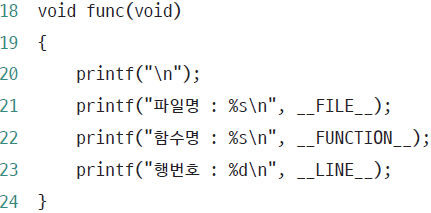 18 void func(void)
19 {
20     printf("\n");
21     printf("파일명 : %s\n", __FILE__);
22     printf("함수명 : %s\n", __FUNCTION__);
23     printf("행번호 : %d\n", __LINE__);
24 }